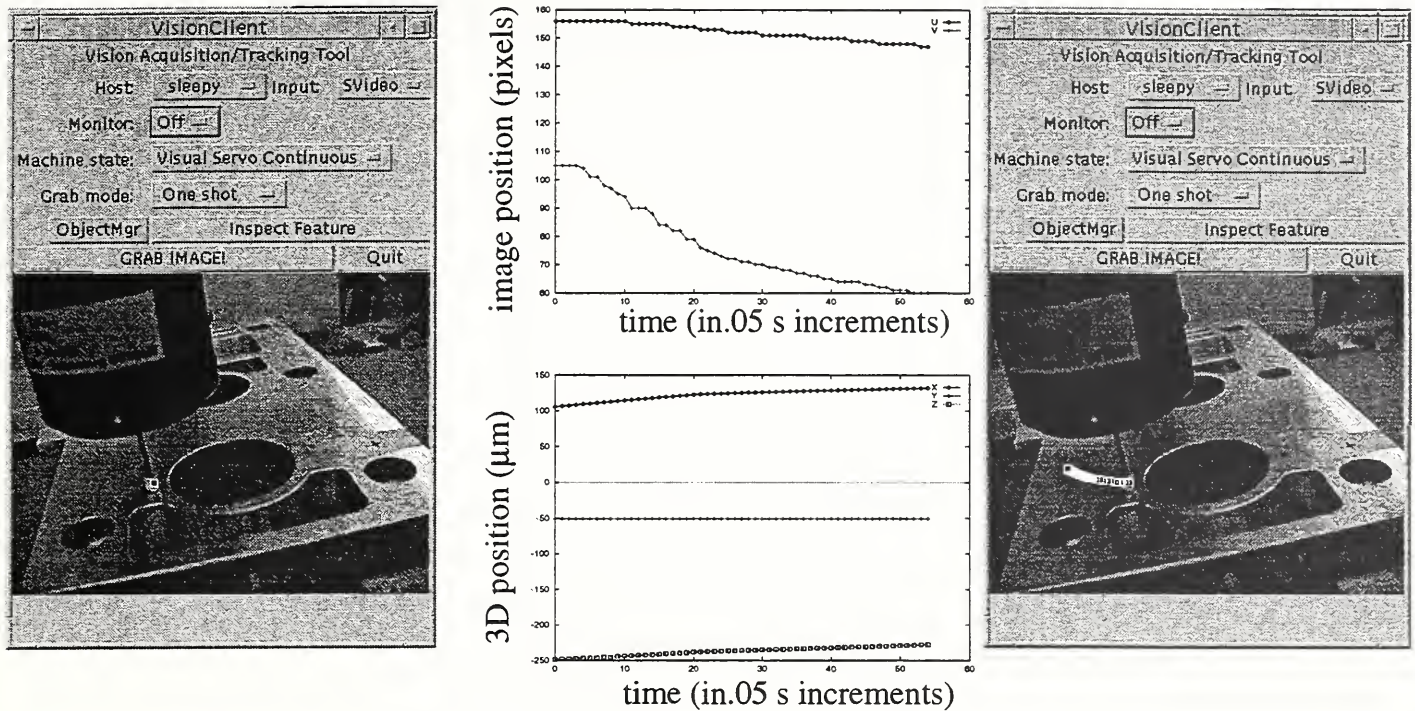 VisionClient
Vision Acquisition/Tracking Tool
Host: sleepy Input: SVideo
Monitor: Off
Machine state: Visual Servo Continuous
Grab mode: One shot
ObjectMgr Inspect Feature
GRAB IMAGE! Quit
image position (pixels)
160
150
140
130
120
110
100
90
80
70
60
0 10 20 30 40 50 60
U
V
time (in.05 s increments)
3D position (µm)
150
100
50
0
-50
-100
-150
-200
-250
0 10 20 30 40 50 60
X
Y
Z
time (in.05 s increments)
VisionClient
Vision Acquisition/Tracking Tool
Host: sleepy Input: SVideo
Monitor: Off
Machine state: Visual Servo Continuous
Grab mode: One shot
ObjectMgr Inspect Feature
GRAB IMAGE! Quit